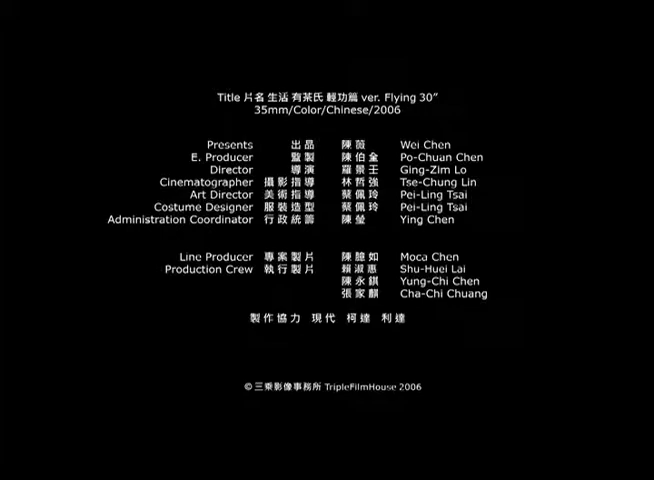 Title 片名 生活 有茶氏 輕功篇 ver. Flying 30”
35mm/Color/Chinese/2006
Presents 出品 陳薇 Wei Chen
E. Producer 監製 陳伯全 Po-Chuan Chen
Director 導演 羅景壬 Ging-Zim Lo
Cinematographer 攝影指導 林哲強 Tse-Chung Lin
Art Director 美術指導 蔡佩玲 Pei-Ling Tsai
Costume Designer 服裝造型 蔡佩玲 Pei-Ling Tsai
Administration Coordinator 行政統籌 陳瑩 Ying Chen
Line Producer 專案製片 陳臆如 Moca Chen
Production Crew 執行製片 賴淑惠 Shu-Huei Lai
陳永錤 Yung-Chi Chen
張家麒 Cha-Chi Chuang
製作協力 現代 柯達 利達
© 三乘影像事務所 TripleFilmHouse 2006